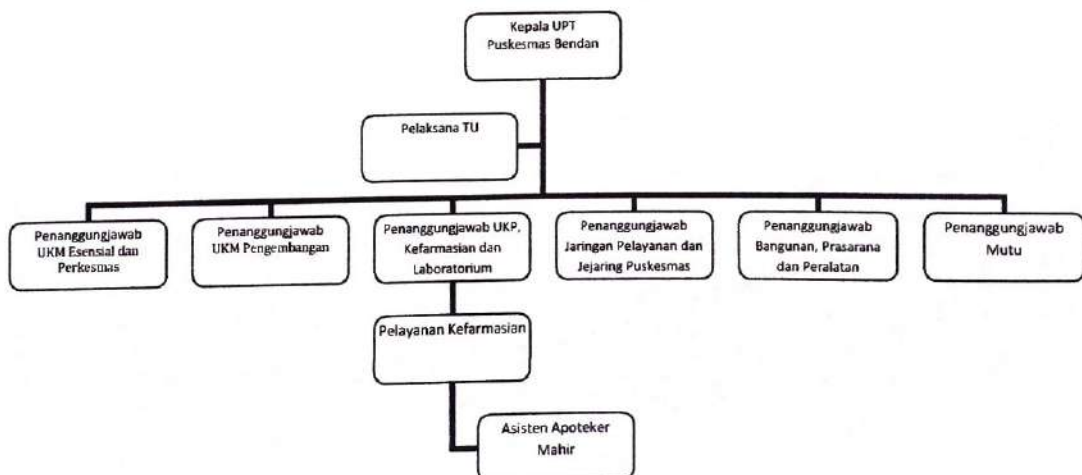 Kepala UPT
Puskesmas Bendan
Pelaksana TU
Penanggungjawab
UKM Esensial dan
Perkesmas
Penanggungjawab
UKM Pengembangan
Penanggungjawab UKP,
Kefarmasian dan
Laboratorium
Penanggungjawab
Jaringan Pelayanan dan
Jejaring Puskesmas
Penanggungjawab
Bangunan, Prasarana
dan Peralatan
Penanggungjawab
Mutu
Pelayanan Kefarmasian
Asisten Apoteker
Mahir